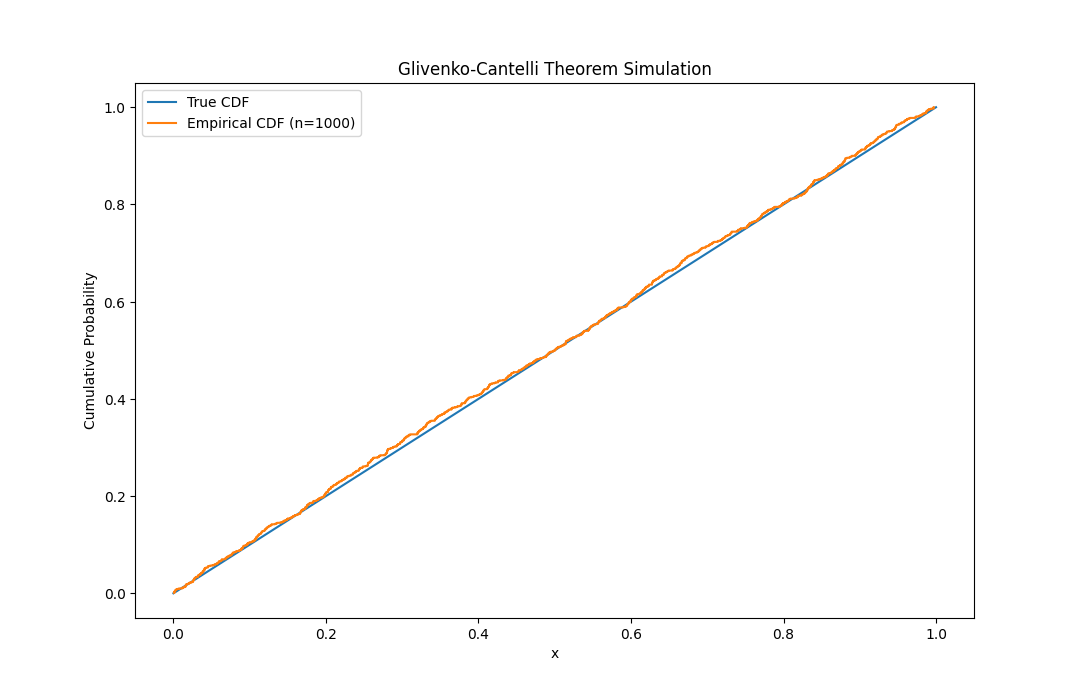 Glivenko-Cantelli Theorem Simulation
True CDF
Empirical CDF (n=1000)
1.0
0.8
0.6
0.4
0.2
0.0
Cumulative Probability
0.0 0.2 0.4 0.6 0.8 1.0
x